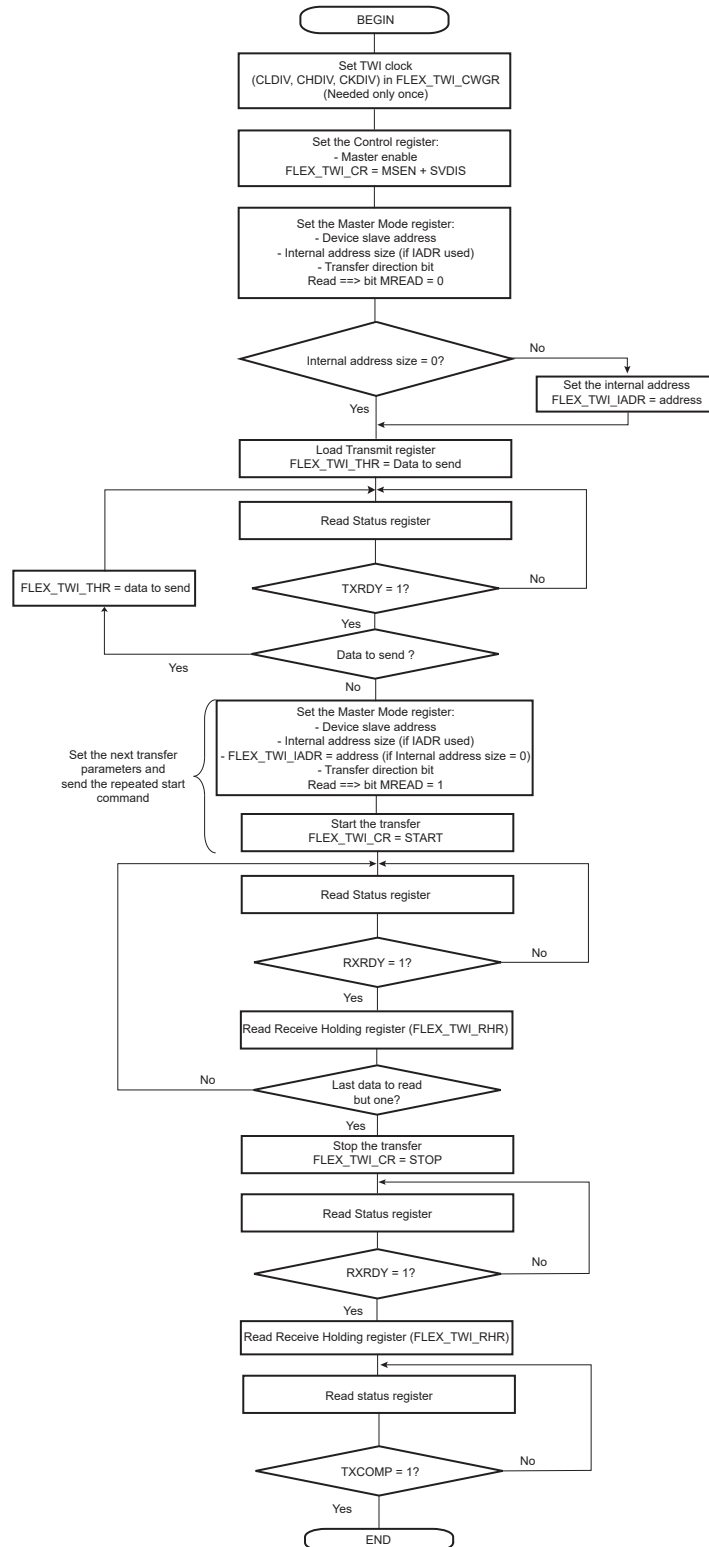 BEGIN
Set TWI clock
(CLDIV, CHDIV, CKDIV) in FLEX_TWI_CWGR
(Needed only once)
Set the Control register:
- Master enable
FLEX_TWI_CR = MSEN + SVDIS
Set the Master Mode register:
- Device slave address
- Internal address size (if IADR used)
- Transfer direction bit
Read ==> bit MREAD = 0
Internal address size = 0?
No
Set the internal address
FLEX_TWI_IADR = address
Yes
Load Transmit register
FLEX_TWI_THR = Data to send
Read Status register
FLEX_TWI_THR = data to send
TXRDY = 1?
No
Yes
Data to send ?
Yes
No
Set the next transfer
parameters and
send the repeated start
command
Set the Master Mode register:
- Device slave address
- Internal address size (if IADR used)
- FLEX_TWI_IADR = address (if Internal address size = 0)
- Transfer direction bit
Read ==> bit MREAD = 1
Start the transfer
FLEX_TWI_CR = START
Read Status register
RXRDY = 1?
No
Yes
Read Receive Holding register (FLEX_TWI_RHR)
No
Last data to read
but one?
Yes
Stop the transfer
FLEX_TWI_CR = STOP
Read Status register
RXRDY = 1?
No
Yes
Read Receive Holding register (FLEX_TWI_RHR)
Read status register
TXCOMP = 1?
No
Yes
END